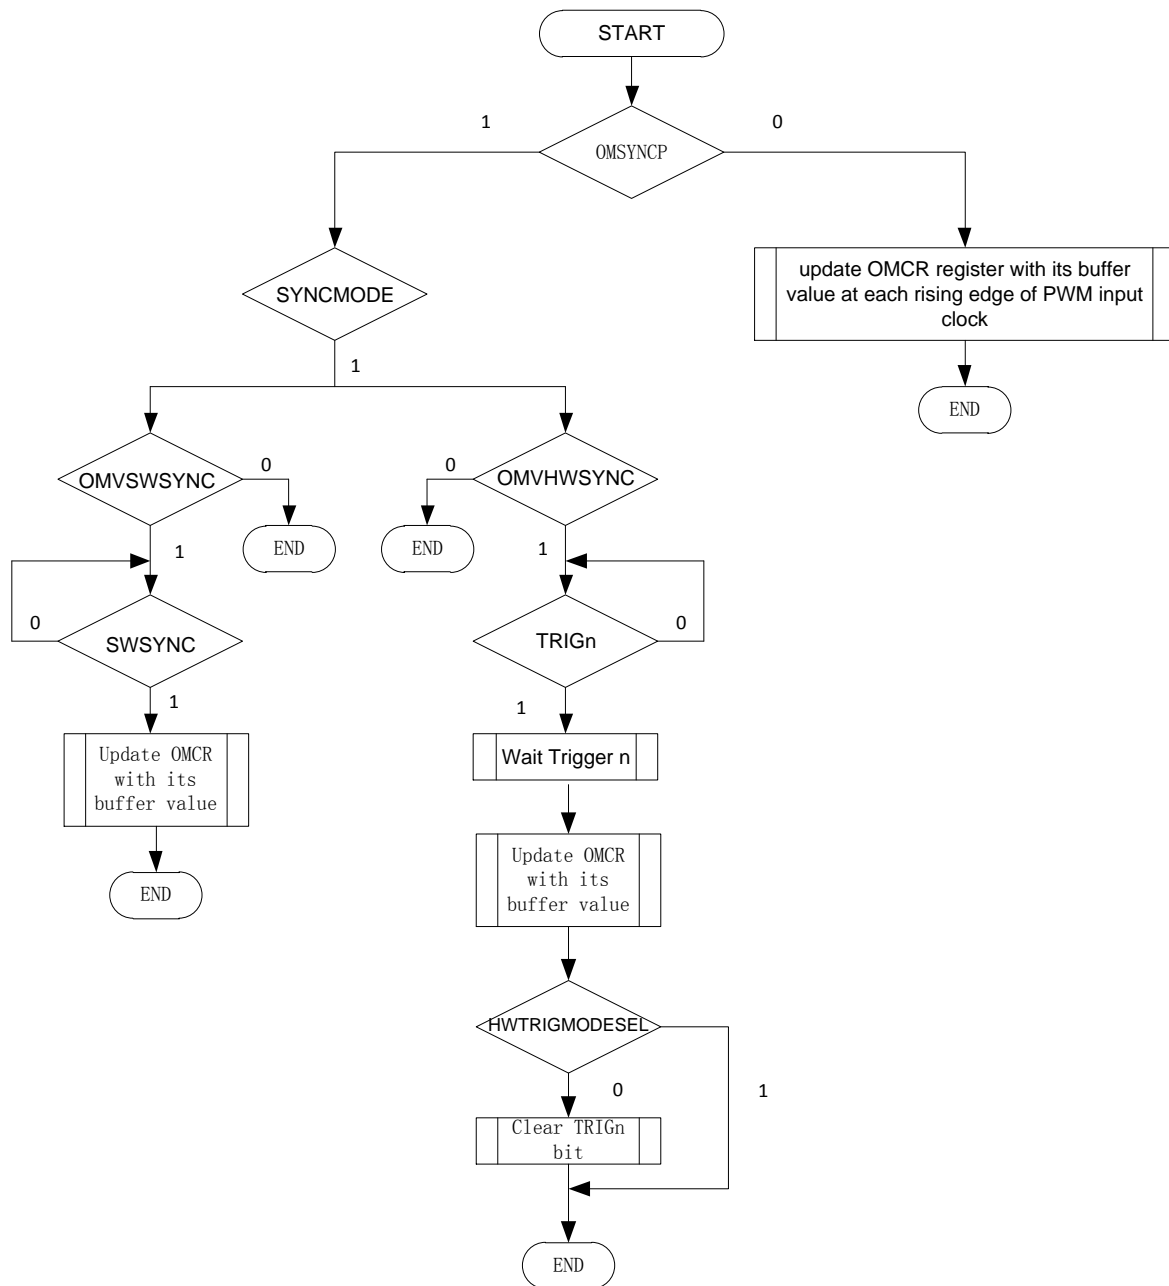 START
1
0
OMSYNCP
update OMCR register with its buffer
value at each rising edge of PWM input
clock
SYNCMODE
1
END
OMVSWSYNC
0
0
OMVHWSYNC
END
END
1
1
0
SWSYNC
TRIGn
0
1
1
Update OMCR
with its
buffer value
Wait Trigger n
END
Update OMCR
with its
buffer value
HWTRIGMODESEL
0
1
Clear TRIGn
bit
END